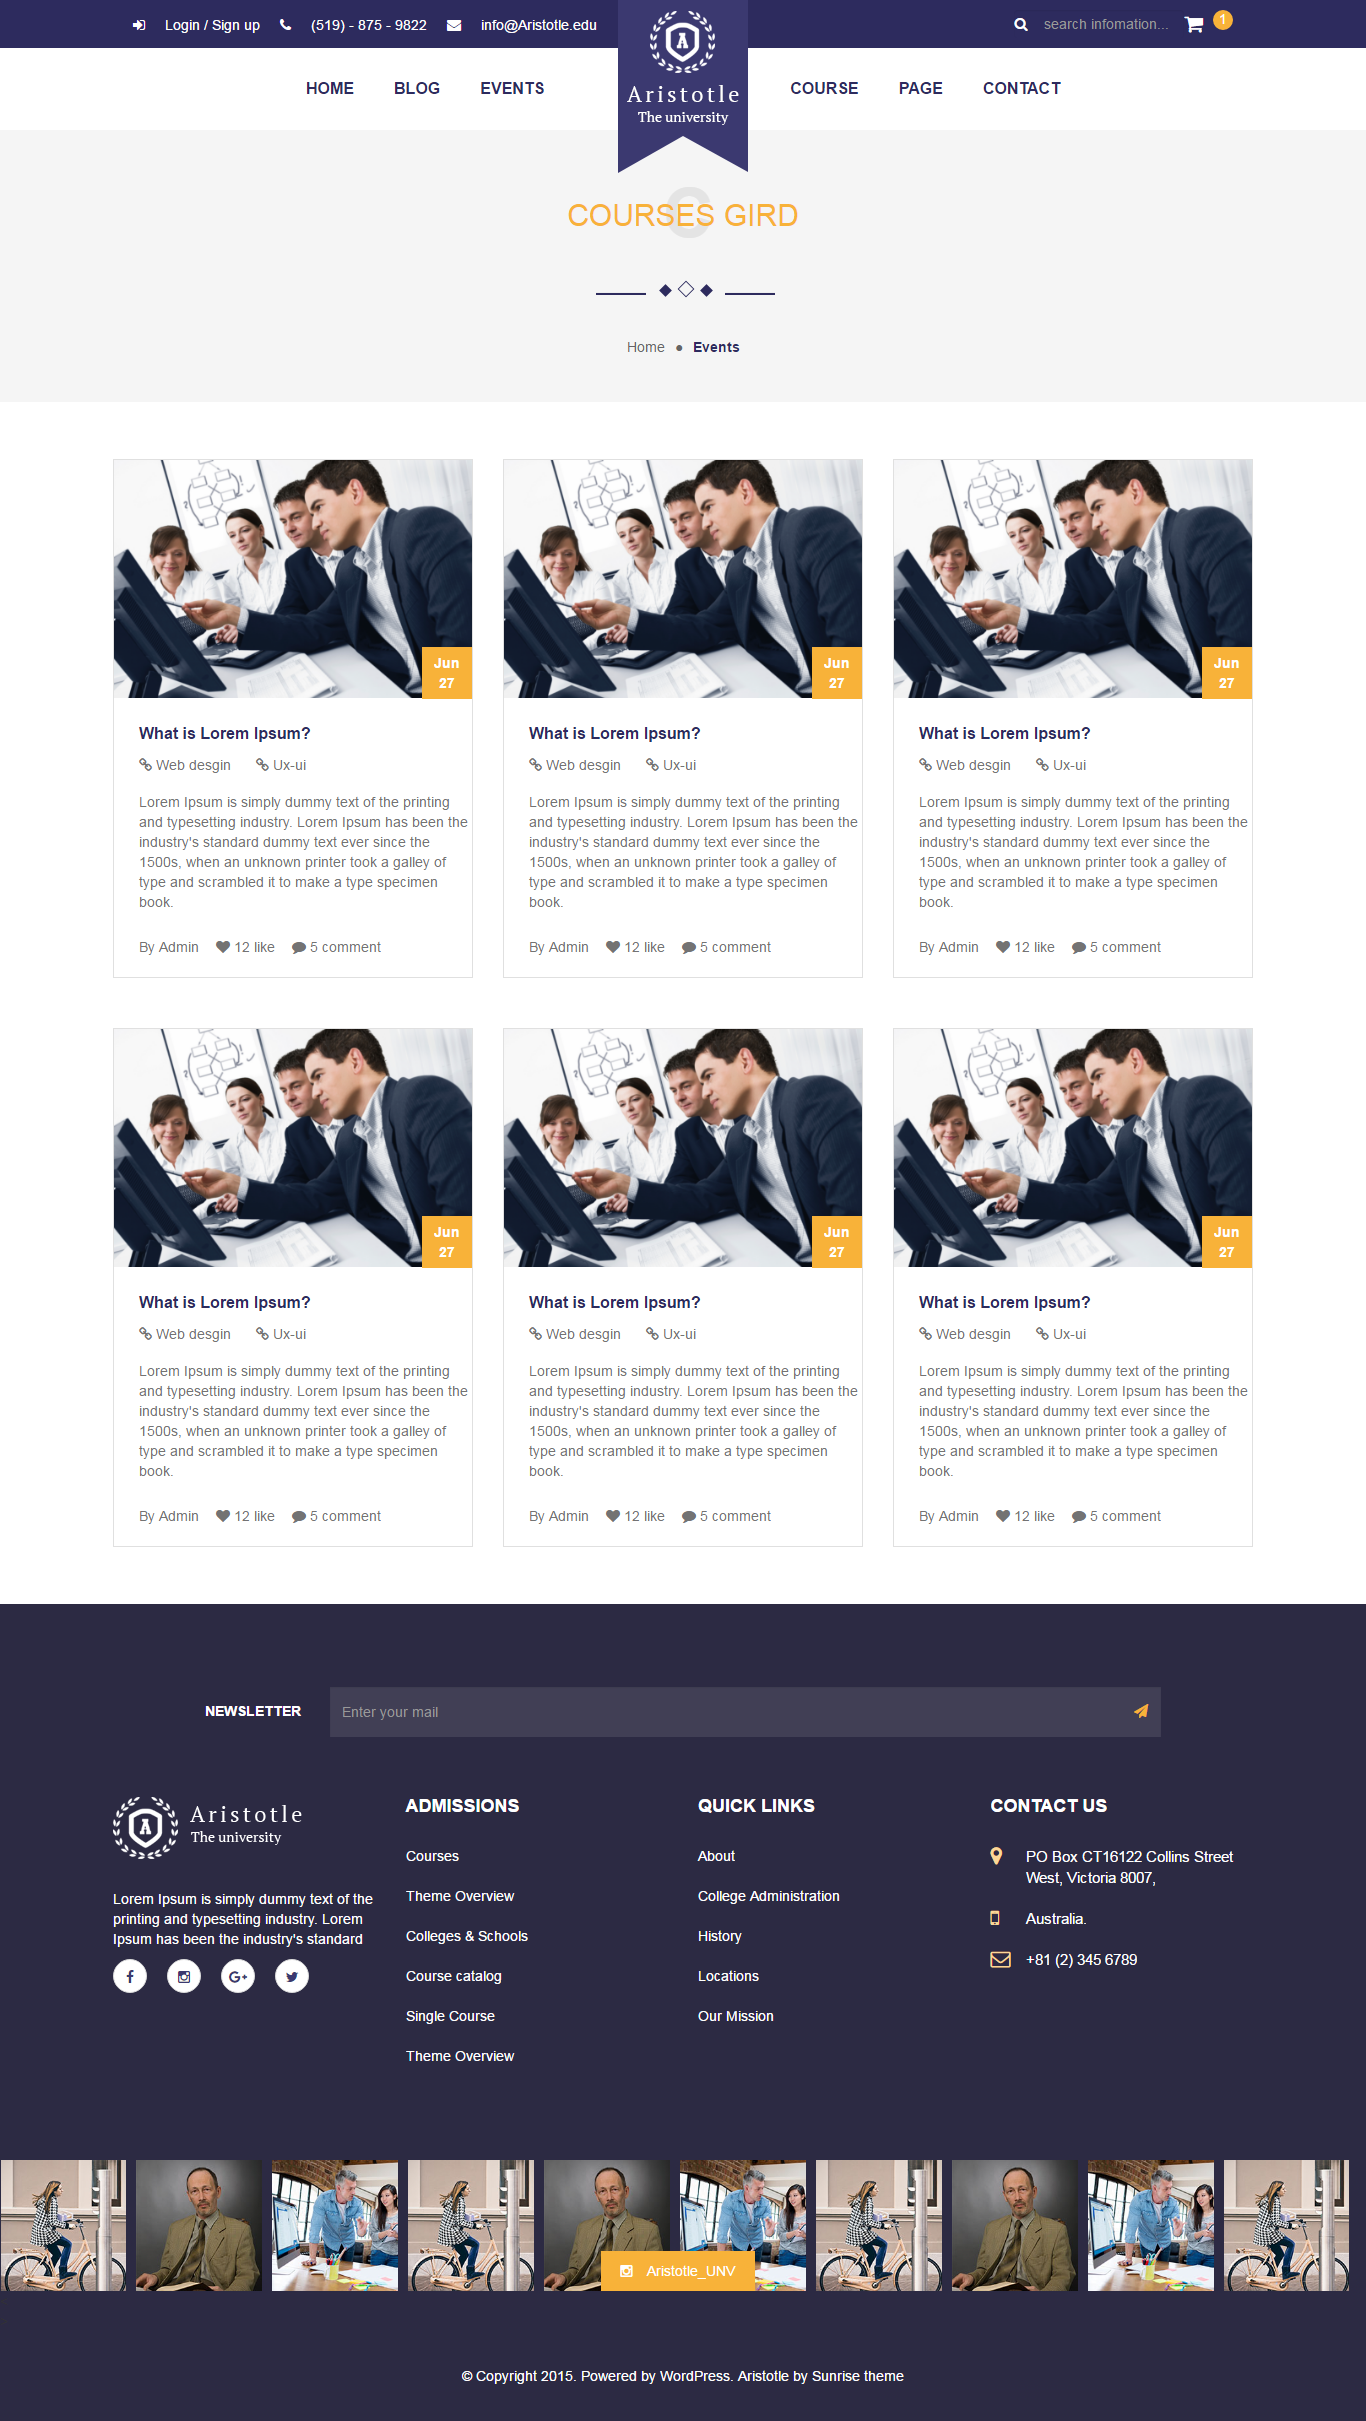 Login / Sign up (519) - 875 - 9822 info@Aristotle.edu
search infomation... 1
A
Aristotle
The university
HOME BLOG EVENTS COURSE PAGE CONTACT
C
COURSES GIRD
Home ● Events
Jun
27
Jun
27
Jun
27
What is Lorem Ipsum?
Web desgin Ux-ui
Lorem Ipsum is simply dummy text of the printing
and typesetting industry. Lorem Ipsum has been the
industry's standard dummy text ever since the
1500s, when an unknown printer took a galley of
type and scrambled it to make a type specimen
book.
By Admin 12 like 5 comment
What is Lorem Ipsum?
Web desgin Ux-ui
Lorem Ipsum is simply dummy text of the printing
and typesetting industry. Lorem Ipsum has been the
industry's standard dummy text ever since the
1500s, when an unknown printer took a galley of
type and scrambled it to make a type specimen
book.
By Admin 12 like 5 comment
What is Lorem Ipsum?
Web desgin Ux-ui
Lorem Ipsum is simply dummy text of the printing
and typesetting industry. Lorem Ipsum has been the
industry's standard dummy text ever since the
1500s, when an unknown printer took a galley of
type and scrambled it to make a type specimen
book.
By Admin 12 like 5 comment
Jun
27
Jun
27
Jun
27
What is Lorem Ipsum?
Web desgin Ux-ui
Lorem Ipsum is simply dummy text of the printing
and typesetting industry. Lorem Ipsum has been the
industry's standard dummy text ever since the
1500s, when an unknown printer took a galley of
type and scrambled it to make a type specimen
book.
By Admin 12 like 5 comment
What is Lorem Ipsum?
Web desgin Ux-ui
Lorem Ipsum is simply dummy text of the printing
and typesetting industry. Lorem Ipsum has been the
industry's standard dummy text ever since the
1500s, when an unknown printer took a galley of
type and scrambled it to make a type specimen
book.
By Admin 12 like 5 comment
What is Lorem Ipsum?
Web desgin Ux-ui
Lorem Ipsum is simply dummy text of the printing
and typesetting industry. Lorem Ipsum has been the
industry's standard dummy text ever since the
1500s, when an unknown printer took a galley of
type and scrambled it to make a type specimen
book.
By Admin 12 like 5 comment
NEWSLETTER Enter your mail
A
Aristotle
The university
Lorem Ipsum is simply dummy text of the
printing and typesetting industry. Lorem
Ipsum has been the industry's standard
ADMISSIONS
Courses
Theme Overview
Colleges & Schools
Course catalog
Single Course
Theme Overview
QUICK LINKS
About
College Administration
History
Locations
Our Mission
CONTACT US
PO Box CT16122 Collins Street
West, Victoria 8007,
Australia.
+81 (2) 345 6789
Aristotle_UNV
© Copyright 2015. Powered by WordPress. Aristotle by Sunrise theme